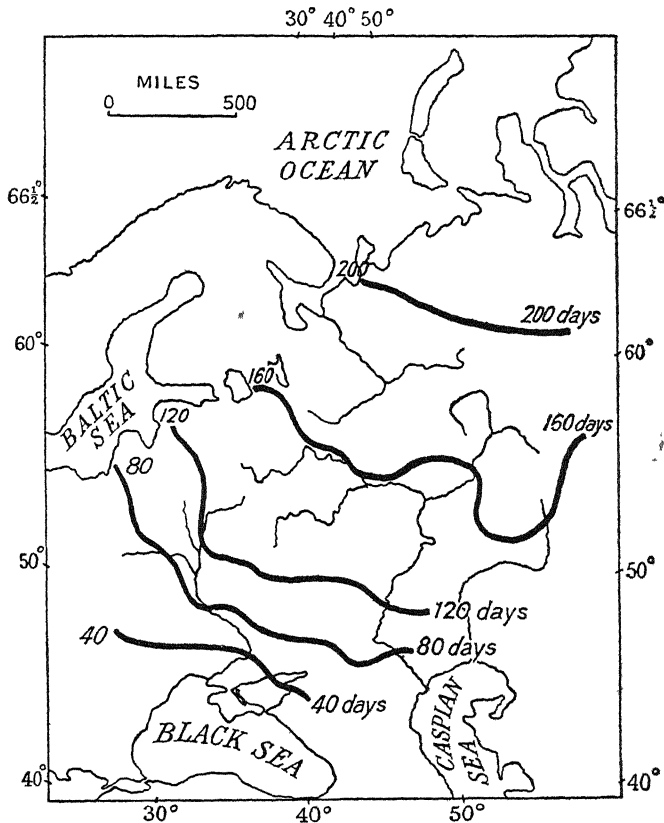 30° 40° 50°
MILES
0 500
ARCTIC
OCEAN
66½° 66½°
200
200 days
60° 60°
160
BALTIC
SEA
120
160 days
80
50° 50°
120 days
40
80 days
40 days
BLACK SEA
CASPIAN
SEA
40° 40°
30° 40° 50°